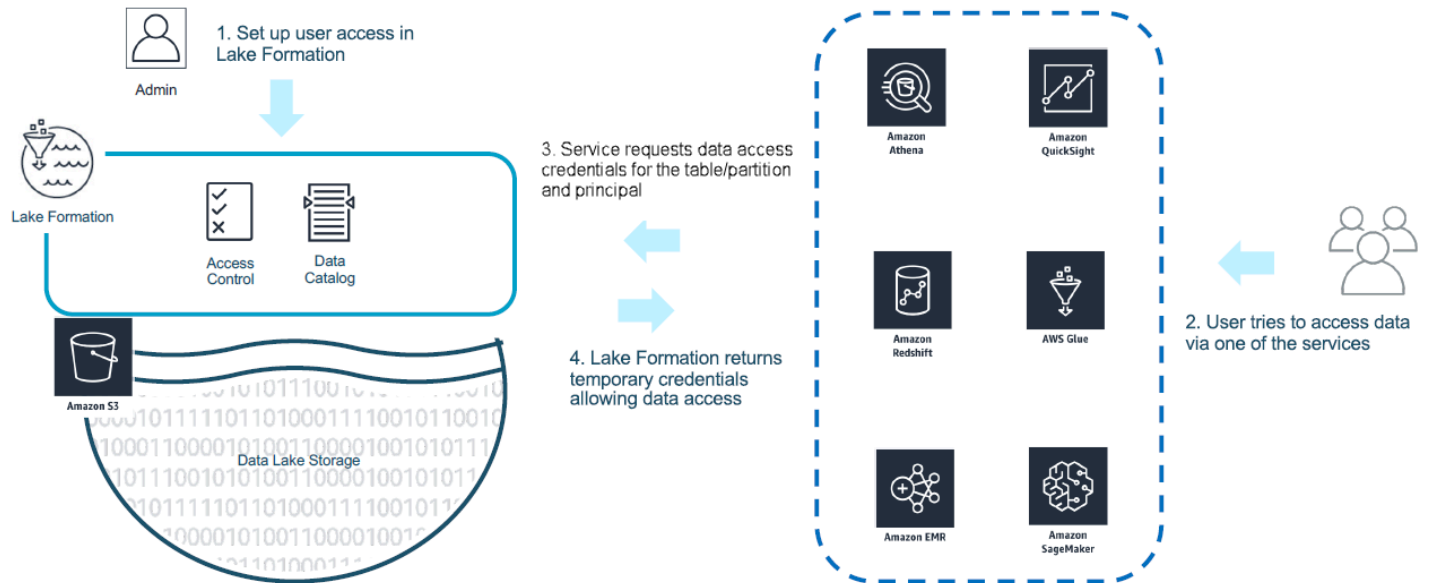 1. Set up user access in
Lake Formation
Admin
Lake Formation
Access
Control
Data
Catalog
Amazon S3
Data Lake Storage
3. Service requests data access
credentials for the table/partition
and principal
4. Lake Formation returns
temporary credentials
allowing data access
Amazon
Athena
Amazon
QuickSight
Amazon
Redshift
AWS Glue
Amazon EMR
Amazon
SageMaker
2. User tries to access data
via one of the services